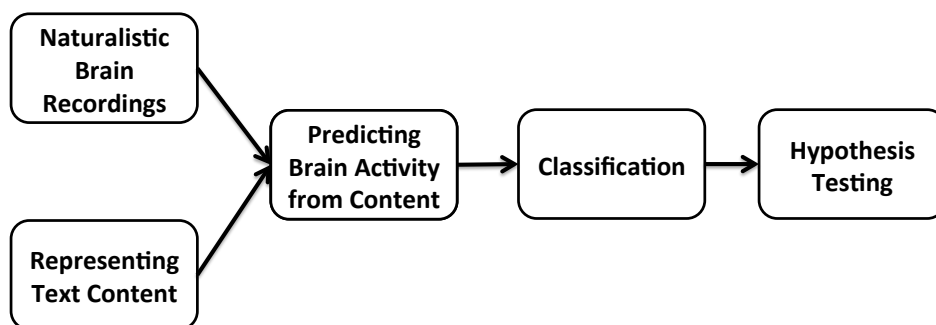 Naturalistic
Brain
Recordings
Representing
Text Content
Predicting
Brain Activity
from Content
Classification
Hypothesis
Testing